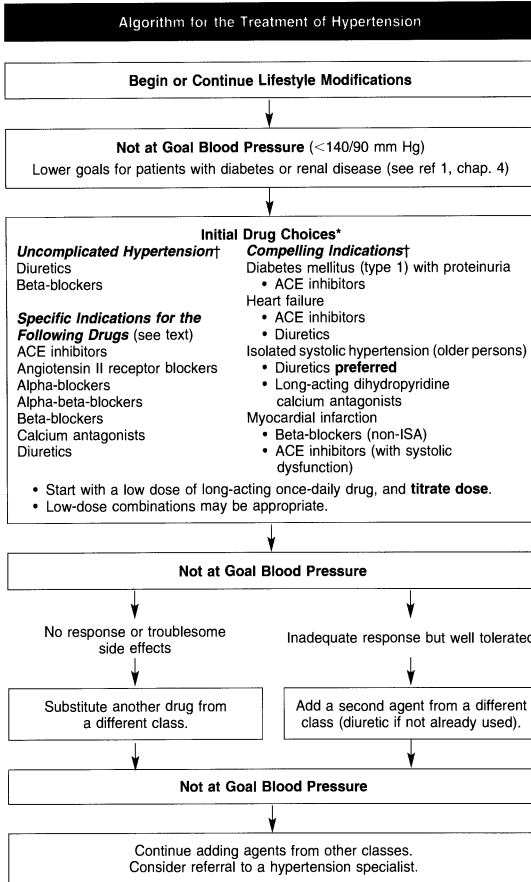 Algorithm for the Treatment of Hypertension
Begin or Continue Lifestyle Modifications
Not at Goal Blood Pressure (<140/90 mm Hg)
Lower goals for patients with diabetes or renal disease (see ref 1, chap. 4)
Initial Drug Choices*
Uncomplicated Hypertension†
Diuretics
Beta-blockers
Specific Indications for the
Following Drugs (see text)
ACE inhibitors
Angiotensin II receptor blockers
Alpha-blockers
Alpha-beta-blockers
Beta-blockers
Calcium antagonists
Diuretics
Compelling Indications†
Diabetes mellitus (type 1) with proteinuria
• ACE inhibitors
Heart failure
• ACE inhibitors
• Diuretics
Isolated systolic hypertension (older persons)
• Diuretics preferred
• Long-acting dihydropyridine
calcium antagonists
Myocardial infarction
• Beta-blockers (non-ISA)
• ACE inhibitors (with systolic
dysfunction)
• Start with a low dose of long-acting once-daily drug, and titrate dose.
• Low-dose combinations may be appropriate.
Not at Goal Blood Pressure
No response or troublesome
side effects
Inadequate response but well tolerated
Substitute another drug from
a different class.
Add a second agent from a different
class (diuretic if not already used).
Not at Goal Blood Pressure
Continue adding agents from other classes.
Consider referral to a hypertension specialist.